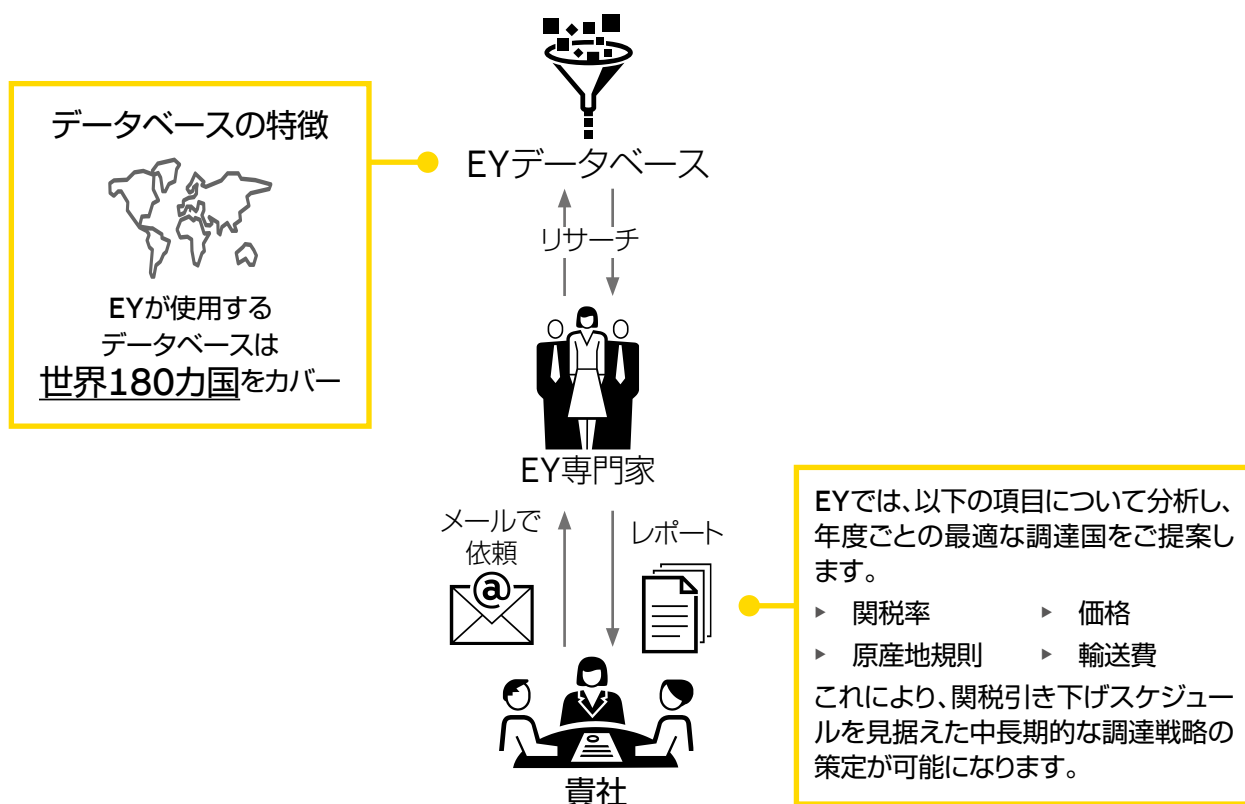 データベースの特徴
EYが使用する
データベースは
世界180カ国をカバー
EYデータベース
リサーチ
EY専門家
メールで
依頼
@
レポート
貴社
EYでは、以下の項目について分析し、
年度ごとの最適な調達国をご提案し
ます。
▶ 関税率 ▶ 価格
▶ 原産地規則 ▶ 輸送費
これにより、関税引き下げスケジュー
ルを見据えた中長期的な調達戦略の
策定が可能になります。